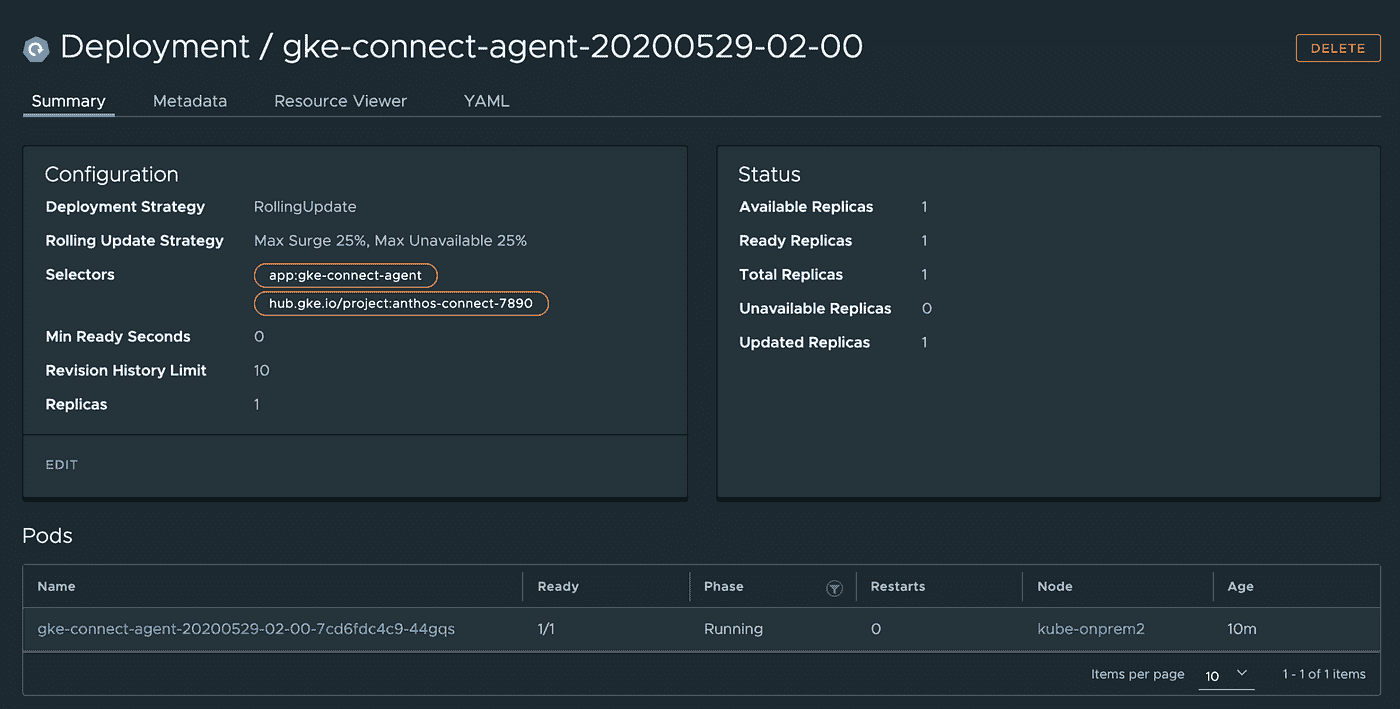 Deployment / gke-connect-agent-20200529-02-00
DELETE
Summary Metadata Resource Viewer YAML
Configuration
Deployment Strategy RollingUpdate
Rolling Update Strategy Max Surge 25%, Max Unavailable 25%
Selectors app:gke-connect-agent
hub.gke.io/project:anthos-connect-7890
Min Ready Seconds 0
Revision History Limit 10
Replicas 1
EDIT
Status
Available Replicas 1
Ready Replicas 1
Total Replicas 1
Unavailable Replicas 0
Updated Replicas 1
Pods
Name Ready Phase Restarts Node Age
gke-connect-agent-20200529-02-00-7cd6fdc4c9-44gqs 1/1 Running 0 kube-onprem2 10m
Items per page 10 1 - 1 of 1 items